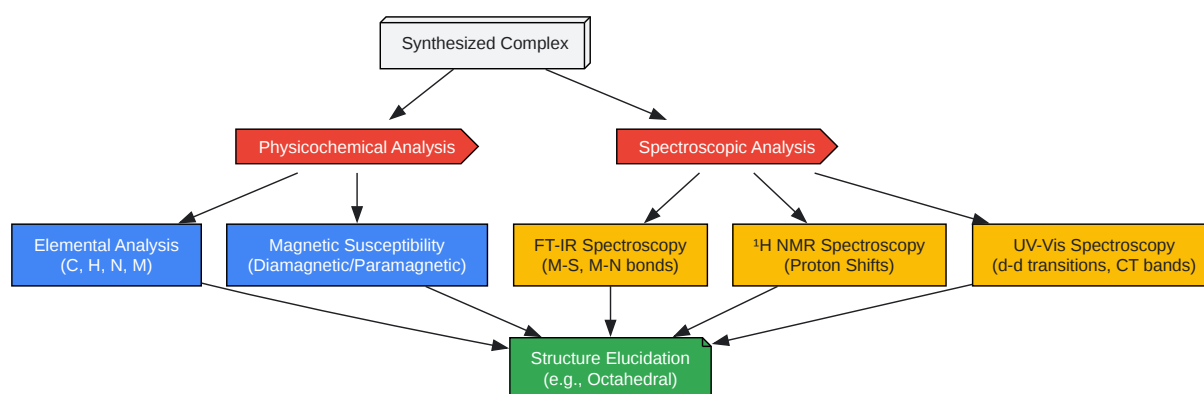 Synthesized Complex
Physicochemical Analysis
Spectroscopic Analysis
Elemental Analysis
(C, H, N, M)
Magnetic Susceptibility
(Diamagnetic/Paramagnetic)
FT-IR Spectroscopy
(M-S, M-N bonds)
¹H NMR Spectroscopy
(Proton Shifts)
UV-Vis Spectroscopy
(d-d transitions, CT bands)
Structure Elucidation
(e.g., Octahedral)